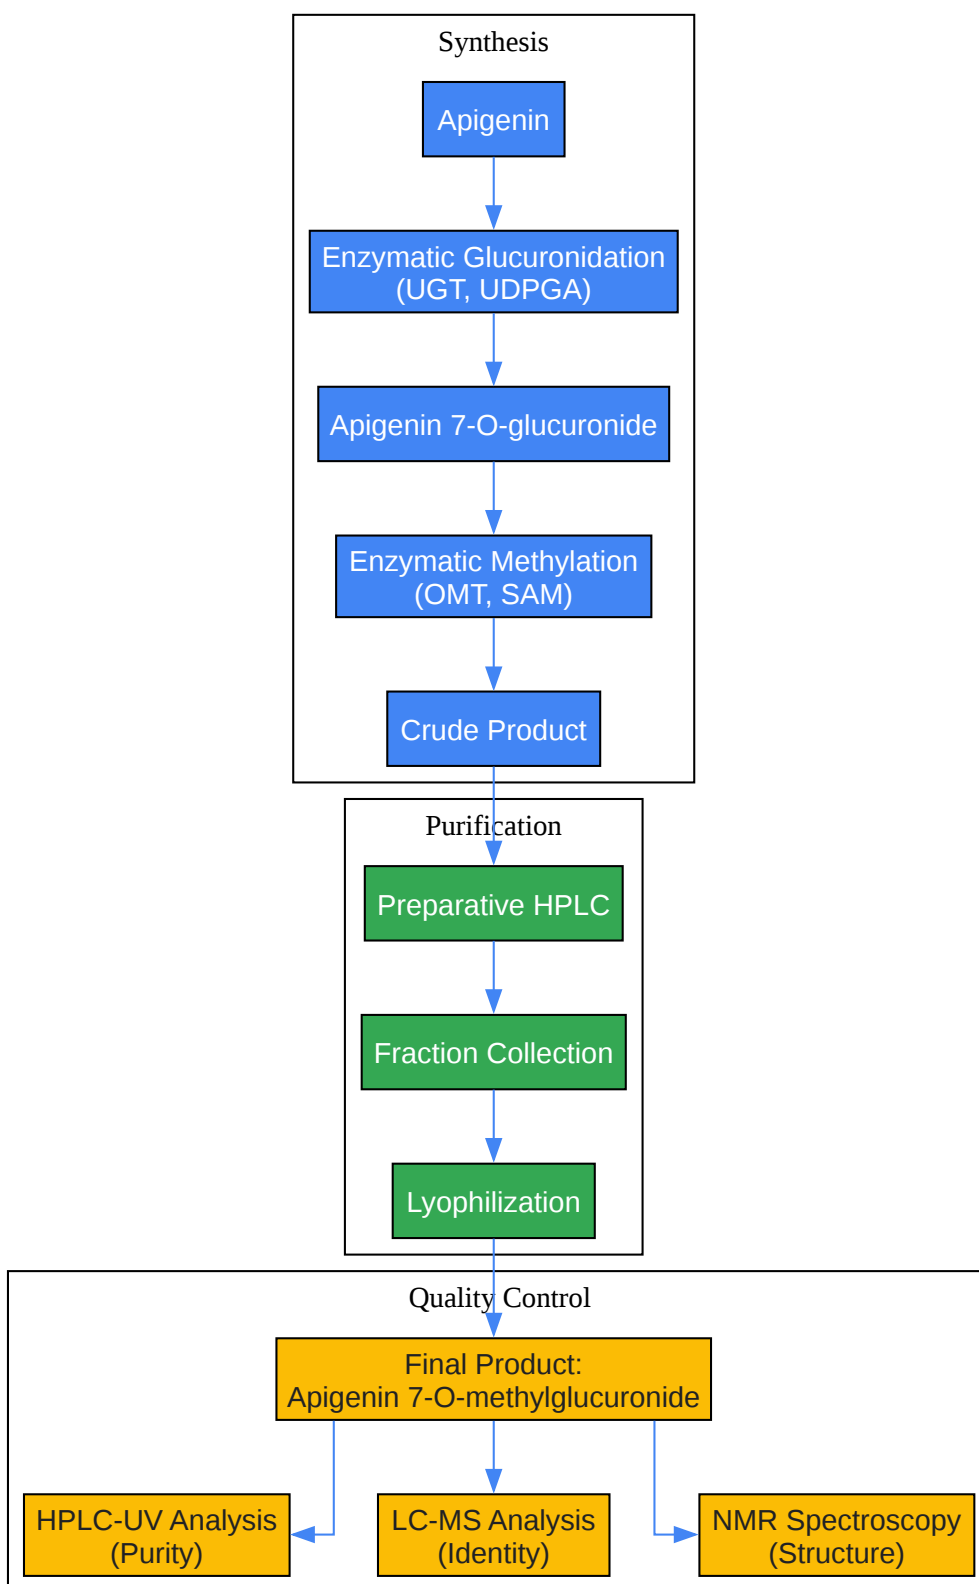 Synthesis
Apigenin
Enzymatic Glucuronidation
(UGT, UDPGA)
Apigenin 7-O-glucuronide
Enzymatic Methylation
(OMT, SAM)
Crude Product
Purification
Preparative HPLC
Fraction Collection
Lyophilization
Quality Control
Final Product:
Apigenin 7-O-methylglucuronide
HPLC-UV Analysis
(Purity)
LC-MS Analysis
(Identity)
NMR Spectroscopy
(Structure)